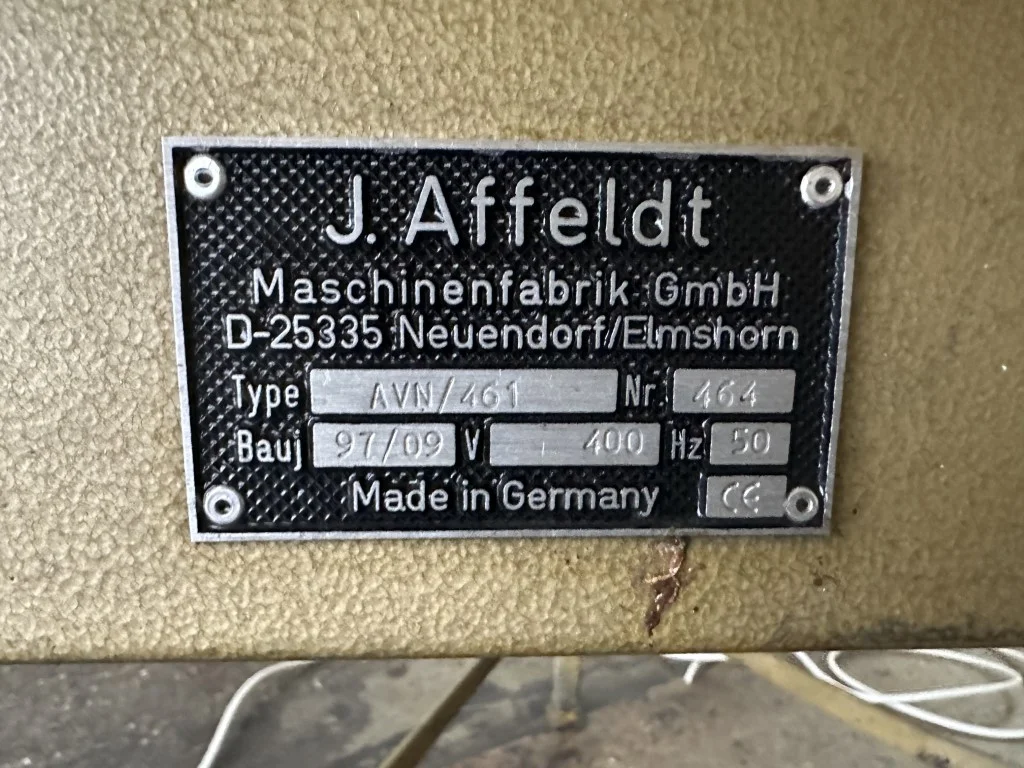 J. Affeldt
Maschinenfabrik GmbH
D-25335 Neuendorf/Elmshorn
Type AVN/461 Nr. 464
Bauj 97/09 V 400 Hz 50
Made in Germany CE